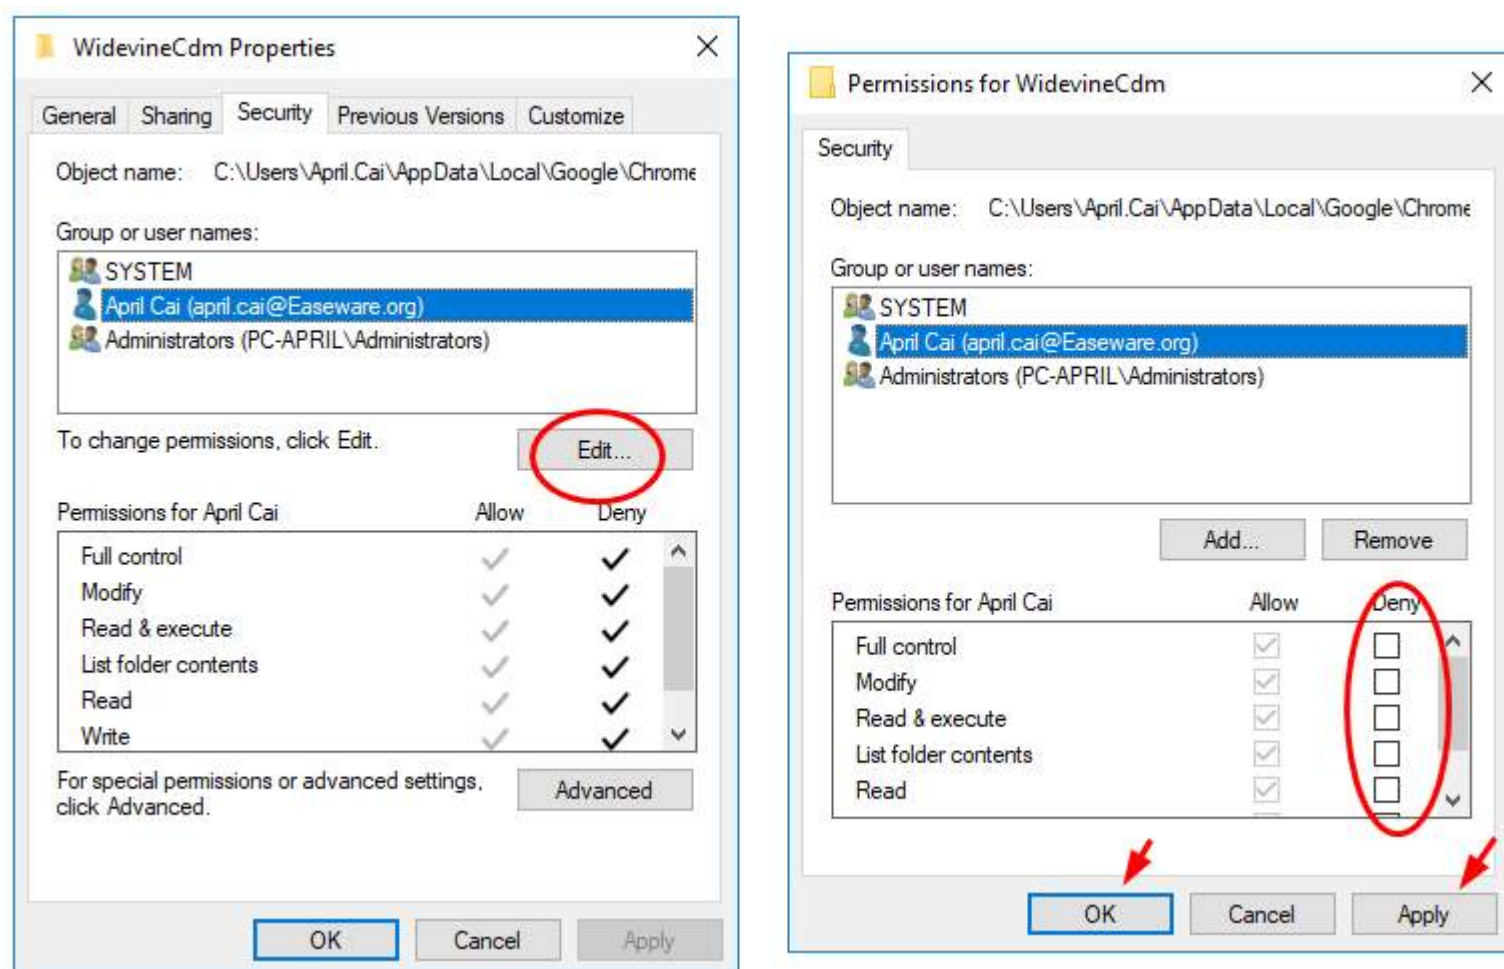 WidevineCdm Properties
General Sharing Security Previous Versions Customize
Object name: C:\Users\April.Cai\AppData\Local\Google\Chrome
Group or user names:
SYSTEM
April Cai (april.cai@Easeware.org)
Administrators (PC-APRIL\Administrators)
To change permissions, click Edit.
Edit...
Permissions for April Cai Allow Deny
Full control
Modify
Read & execute
List folder contents
Read
Write
For special permissions or advanced settings,
click Advanced.
Advanced
OK Cancel Apply
Permissions for WidevineCdm
Security
Object name: C:\Users\April.Cai\AppData\Local\Google\Chrome
Group or user names:
SYSTEM
April Cai (april.cai@Easeware.org)
Administrators (PC-APRIL\Administrators)
Add... Remove
Permissions for April Cai Allow Deny
Full control
Modify
Read & execute
List folder contents
Read
OK Cancel Apply